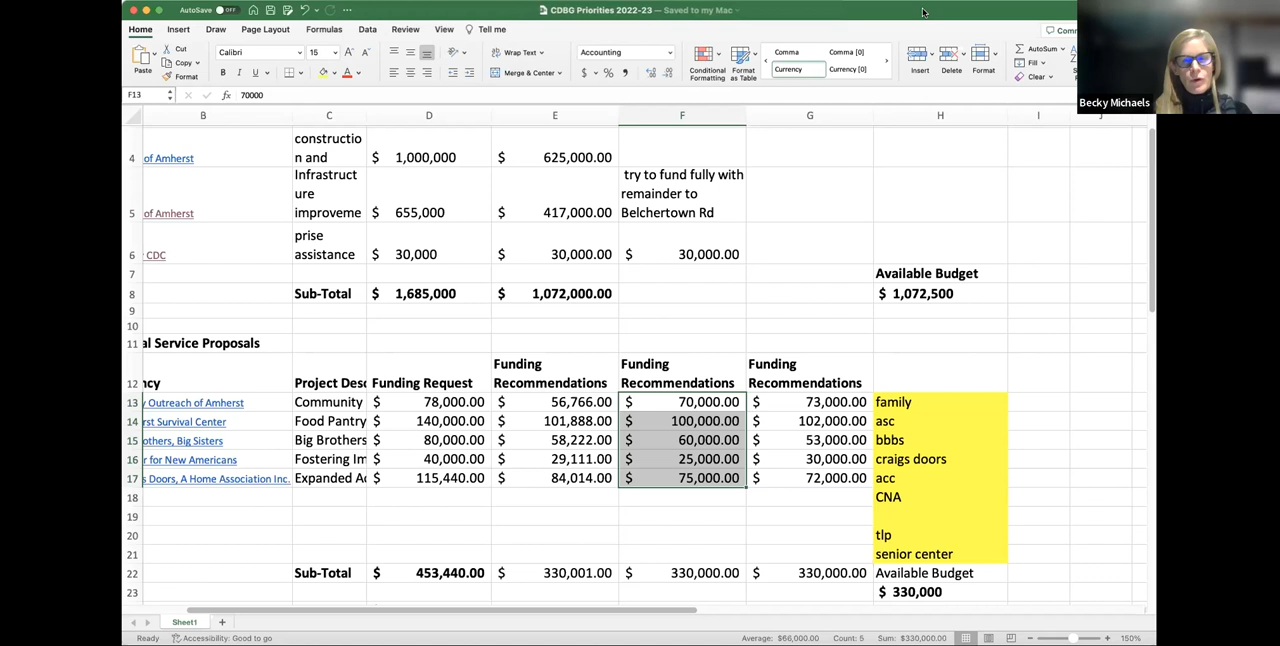 AutoSave OFF CDBG Priorities 2022-23 — Saved to my Mac
Home Insert Draw Page Layout Formulas Data Review View Tell me
Paste Cut Copy Format Calibri 15 B I U A Wrap Text Merge & Center Accounting $ % Conditional Formatting Format as Table Comma Comma [0] Currency Currency [0] Insert Delete Format AutoSum Fill Clear
F13 fx 70000
Becky Michaels
B C D E F G H I J
constructio
4 of Amherst n and $ 1,000,000 $ 625,000.00
Infrastruct try to fund fully with
ure remainder to
5 of Amherst improveme $ 655,000 $ 417,000.00 Belchertown Rd
prise
6 CDC assistance $ 30,000 $ 30,000.00 $ 30,000.00
7 Available Budget
8 Sub-Total $ 1,685,000 $ 1,072,000.00 $ 1,072,500
9
10
11 al Service Proposals
Funding Funding Funding
12 ncy Project Desc Funding Request Recommendations Recommendations Recommendations
13 y Outreach of Amherst Community $ 78,000.00 $ 56,766.00 $ 70,000.00 $ 73,000.00 family
14 rst Survival Center Food Pantry $ 140,000.00 $ 101,888.00 $ 100,000.00 $ 102,000.00 asc
15 others, Big Sisters Big Brothers $ 80,000.00 $ 58,222.00 $ 60,000.00 $ 53,000.00 bbbs
16 r for New Americans Fostering Im $ 40,000.00 $ 29,111.00 $ 25,000.00 $ 30,000.00 craigs doors
17 s Doors, A Home Association Inc. Expanded Ac $ 115,440.00 $ 84,014.00 $ 75,000.00 $ 72,000.00 acc
18 CNA
19
20 tlp
21 senior center
22 Sub-Total $ 453,440.00 $ 330,001.00 $ 330,000.00 $ 330,000.00 Available Budget
23 $ 330,000
Sheet1 +
Ready Accessibility: Good to go Average: $66,000.00 Count: 5 Sum: $330,000.00 150%